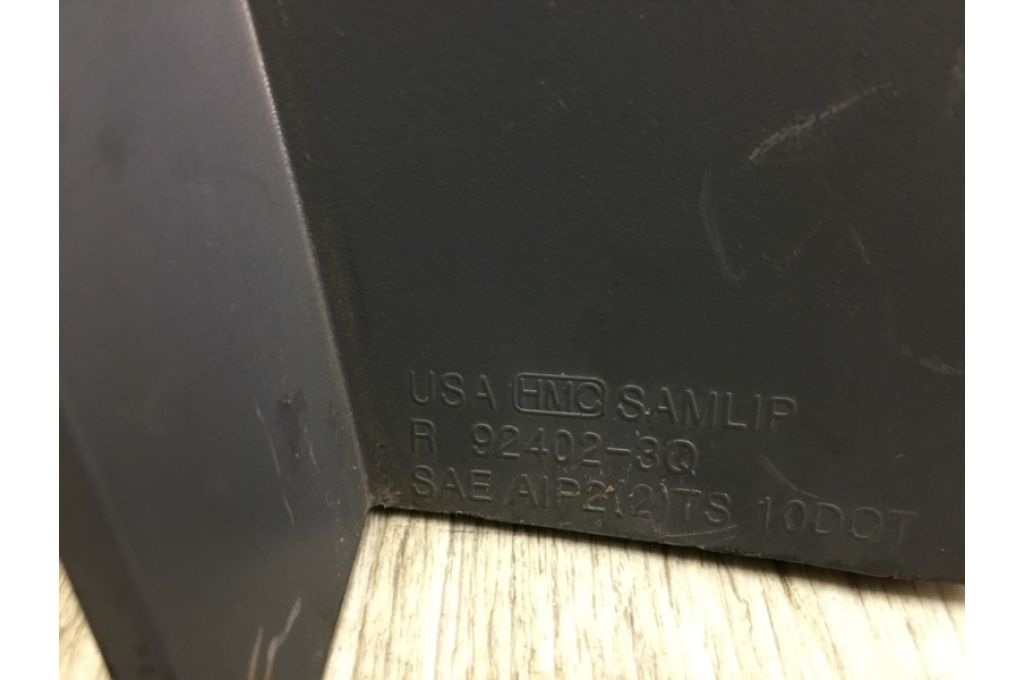 USA HMC SAMLIP
R 92402-3Q
SAE AIP2(2)TS 10DOT